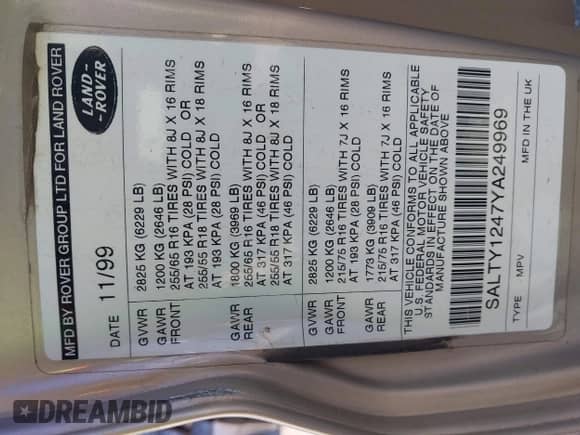 MFD BY ROVER GROUP LTD FOR LAND ROVER
DATE 11/99
LAND-
-ROVER
GVWR 2825 KG (6229 LB)
GAWR 1200 KG (2646 LB)
FRONT 255/65 R16 TIRES WITH 8J X 16 RIMS
AT 193 KPA (28 PSI) COLD OR
255/55 R18 TIRES WITH 8J X 18 RIMS
AT 193 KPA (28 PSI) COLD
GAWR 1800 KG (3969 LB)
REAR 255/65 R16 TIRES WITH 8J X 16 RIMS
AT 317 KPA (46 PSI) COLD OR
255/55 R18 TIRES WITH 8J X 18 RIMS
AT 317 KPA (46 PSI) COLD
GVWR 2825 KG (6229 LB)
GAWR 1200 KG (2646 LB)
FRONT 215/75 R16 TIRES WITH 7J X 16 RIMS
AT 193 KPA (28 PSI) COLD
GAWR 1773 KG (3909 LB)
REAR 215/75 R16 TIRES WITH 7J X 16 RIMS
AT 317 KPA (46 PSI) COLD
THIS VEHICLE CONFORMS TO ALL APPLICABLE
U.S. FEDERAL MOTOR VEHICLE SAFETY
STANDARDS IN EFFECT ON THE DATE OF
MANUFACTURE SHOWN ABOVE
SALTY1247YA249969
TYPE MPV MFD IN THE UK
DREAMBID